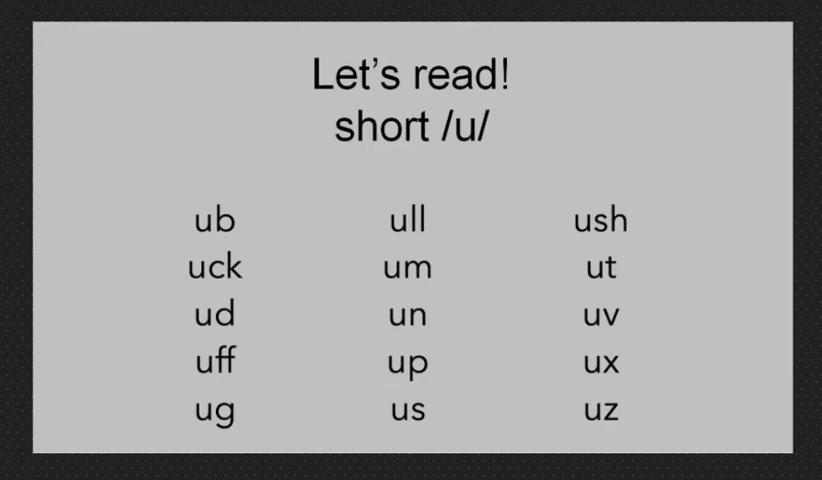 Let's read!
short /u/
ub ull ush
uck um ut
ud un uv
uff up ux
ug us uz